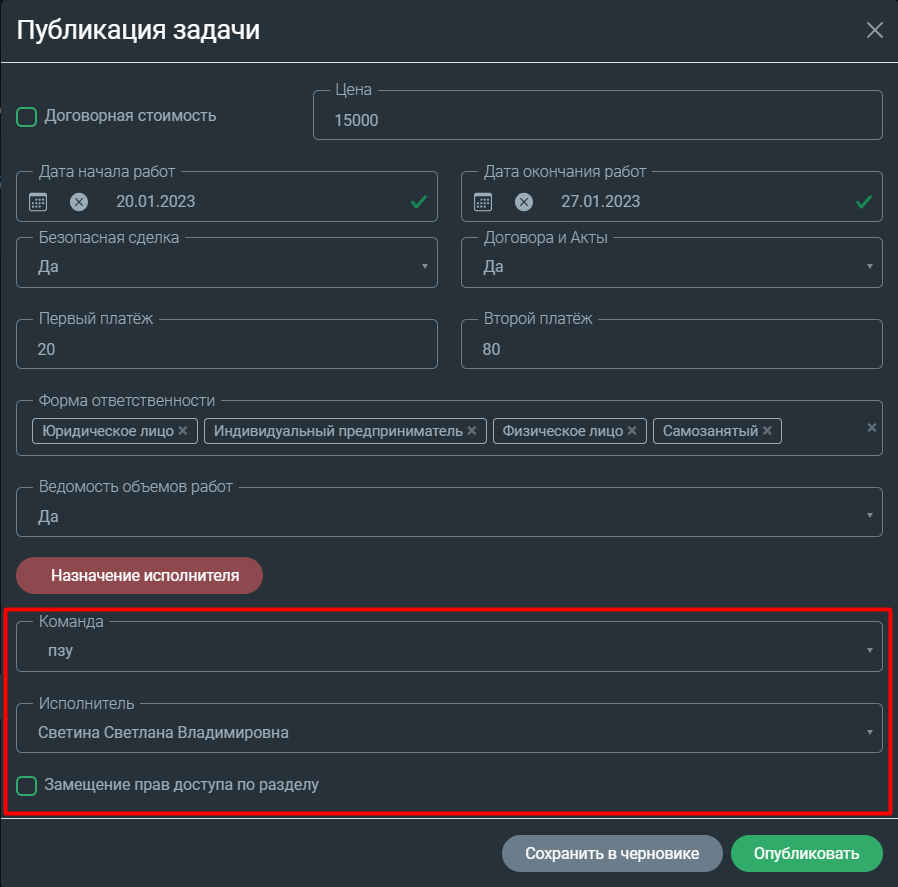 Публикация задачи
Договорная стоимость
Цена
15000
Дата начала работ
20.01.2023
Дата окончания работ
27.01.2023
Безопасная сделка
Да
Договора и Акты
Да
Первый платёж
20
Второй платёж
80
Форма ответственности
Юридическое лицо Индивидуальный предприниматель Физическое лицо Самозанятый
Ведомость объемов работ
Да
Назначение исполнителя
Команда
пзу
Исполнитель
Светина Светлана Владимировна
Замещение прав доступа по разделу
Сохранить в черновике Опубликовать